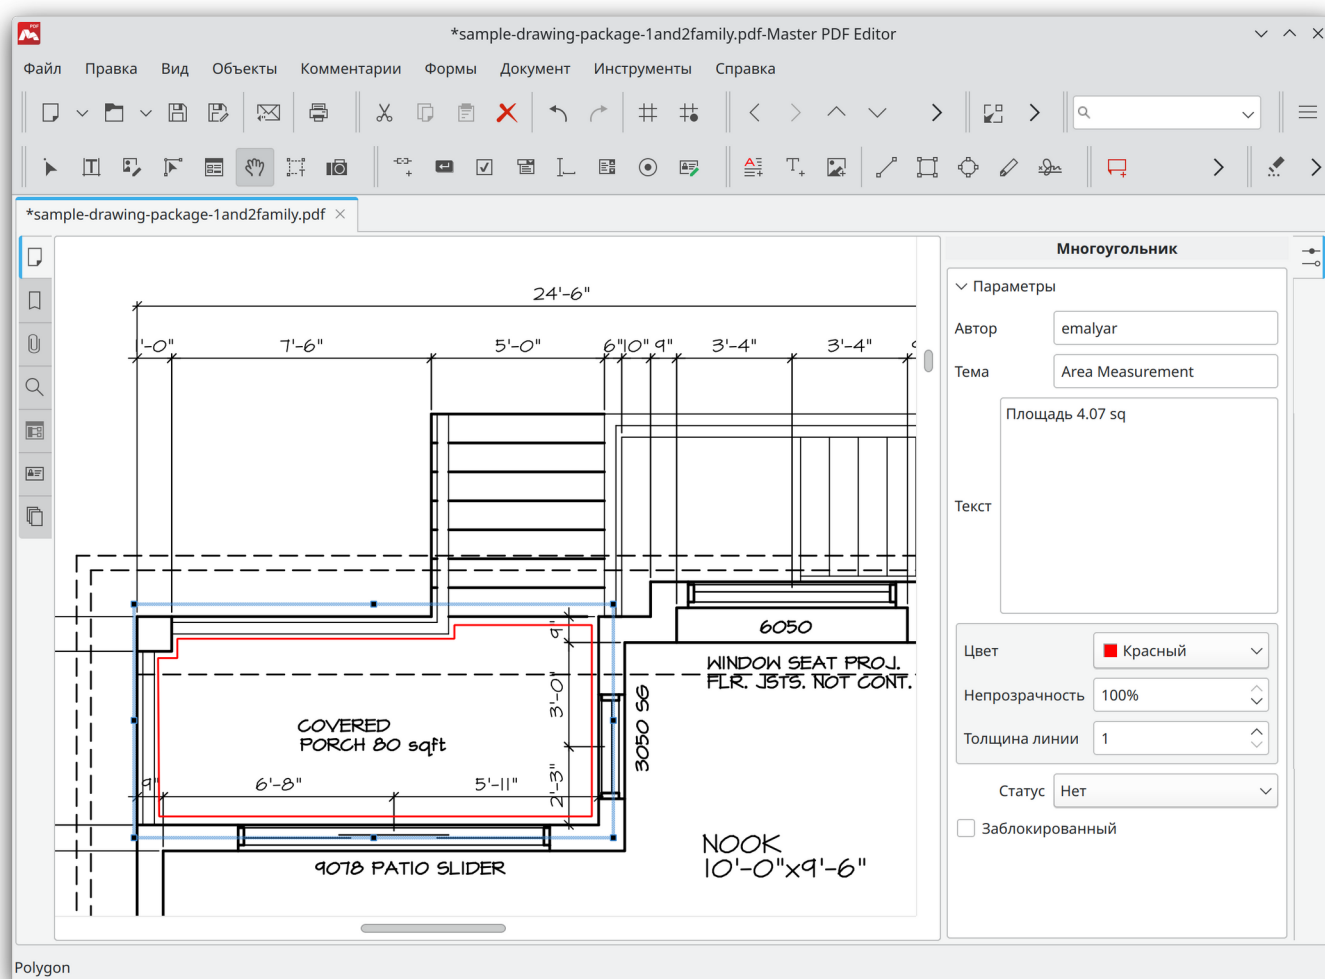 *sample-drawing-package-1and2family.pdf-Master PDF Editor
Файл Правка Вид Объекты Комментарии Формы Документ Инструменты Справка
*sample-drawing-package-1and2family.pdf
Многоугольник
Параметры
Автор emalyar
Тема Area Measurement
Текст Площадь 4.07 sq
Цвет Красный
Непрозрачность 100%
Толщина линии 1
Статус Нет
Заблокированный
24'-6"
'-0" 7'-6" 5'-0" 6" 10" 9" 3'-4" 3'-4"
6050
WINDOW SEAT PROJ.
FLR. JSTS. NOT CONT.
9'
3'-0"
2'-3"
3050 SG
COVERED
PORCH 80 sqft
9" 6'-8" 5'-11"
9078 PATIO SLIDER
NOOK
10'-0"x9'-6"
Polygon